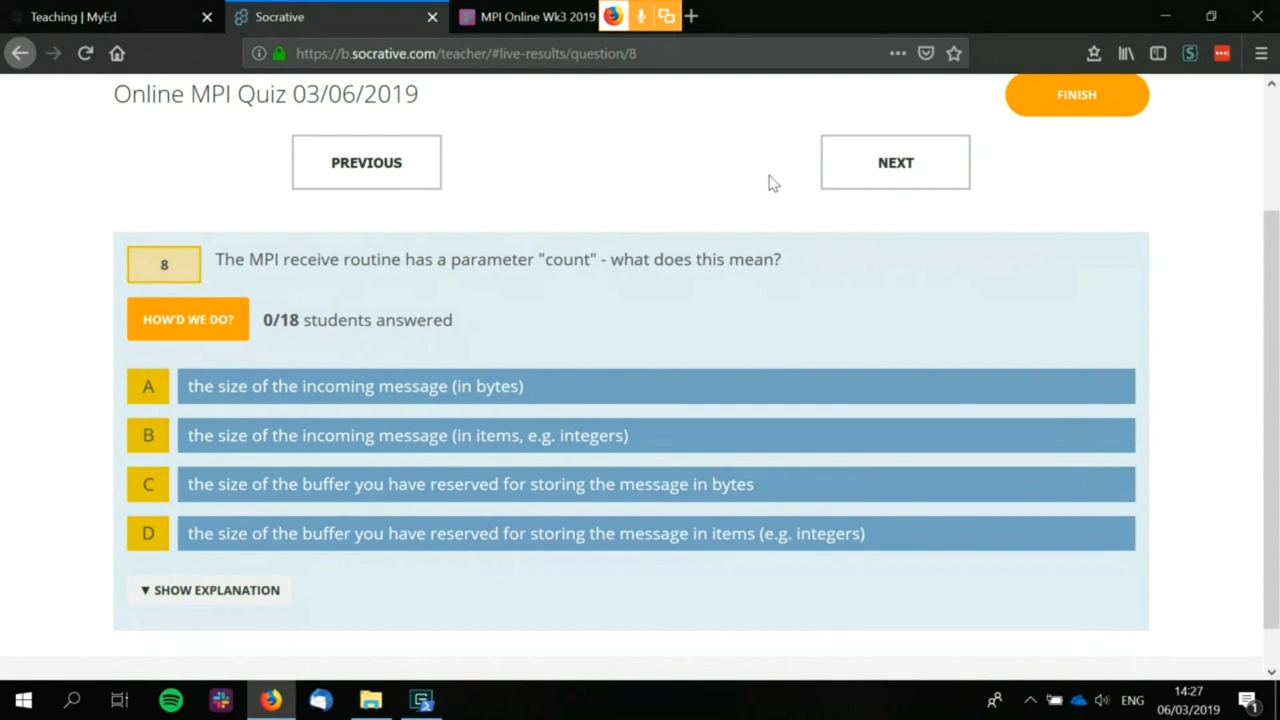 Teaching | MyEd
Socrative
MPI Online Wk3 2019
https://b.socrative.com/teacher/#live-results/question/8
Online MPI Quiz 03/06/2019
FINISH
PREVIOUS
NEXT
8
The MPI receive routine has a parameter "count" - what does this mean?
HOW'D WE DO?
0/18 students answered
A
the size of the incoming message (in bytes)
B
the size of the incoming message (in items, e.g. integers)
C
the size of the buffer you have reserved for storing the message in bytes
D
the size of the buffer you have reserved for storing the message in items (e.g. integers)
▼ SHOW EXPLANATION
ENG
14:27
06/03/2019
1